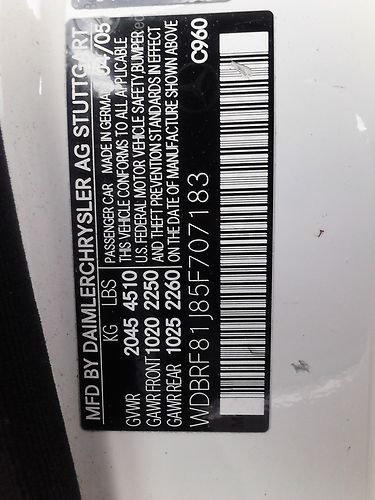 MFD BY DAIMLERCHRYSLER AG STUTTGART
PASSENGER CAR MADE IN GERMANY 04/05
KG LBS THIS VEHICLE CONFORMS TO ALL APPLICABLE
GVWR 2045 4510 U.S. FEDERAL MOTOR VEHICLE SAFETY, BUMPER
GAWR FRONT 1020 2250 AND THEFT PREVENTION STANDARDS IN EFFECT
GAWR REAR 1025 2260 ON THE DATE OF MANUFACTURE SHOWN ABOVE
WDBRF81J85F707183 C960